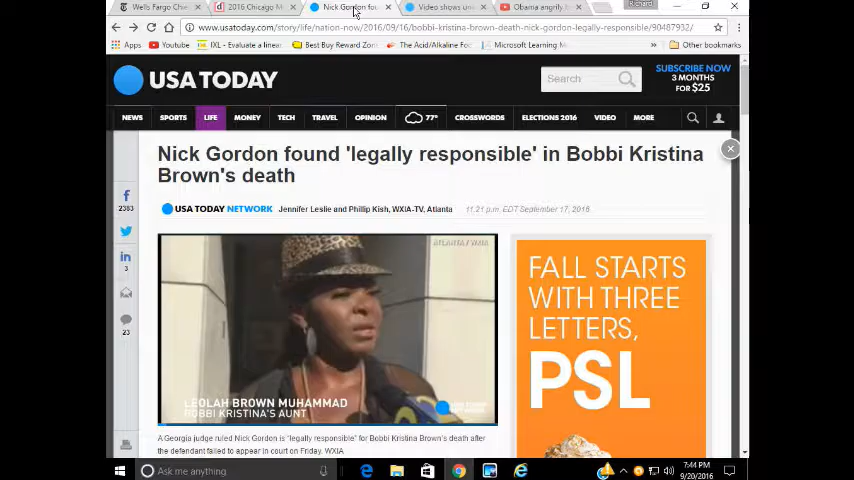 Richard
Wells Fargo Chie
2016 Chicago M
Nick Gordon fou
Video shows un
Obama angrily
www.usatoday.com/story/life/nation-now/2016/09/16/bobbi-kristina-brown-death-nick-gordon-legally-responsible/90487932/
Youtube
IXL - Evaluate linear
Best Buy Reward Zon
The Acid/Alkaline Foo
Microsoft Learning M
Other bookmarks
USA TODAY
Search
SUBSCRIBE NOW
3 MONTHS
FOR $25
NEWS SPORTS LIFE MONEY TECH TRAVEL OPINION 77° CROSSWORDS ELECTIONS 2016 VIDEO MORE
Nick Gordon found 'legally responsible' in Bobbi Kristina
Brown's death
USA TODAY NETWORK Jennifer Leslie and Phillip Kish, WXIA-TV, Atlanta 11:21 p.m. EDT September 17, 2016
2383
3
23
ATLANTA / WXIA
LEOLAH BROWN MUHAMMAD
BOBBI KRISTINA'S AUNT
A Georgia judge ruled Nick Gordon is 'legally responsible' for Bobbi Kristina Brown's death after
the defendant failed to appear in court on Friday. WXIA
FALL STARTS
WITH THREE
LETTERS,
PSL
Ask me anything
7:44 PM
9/20/2016